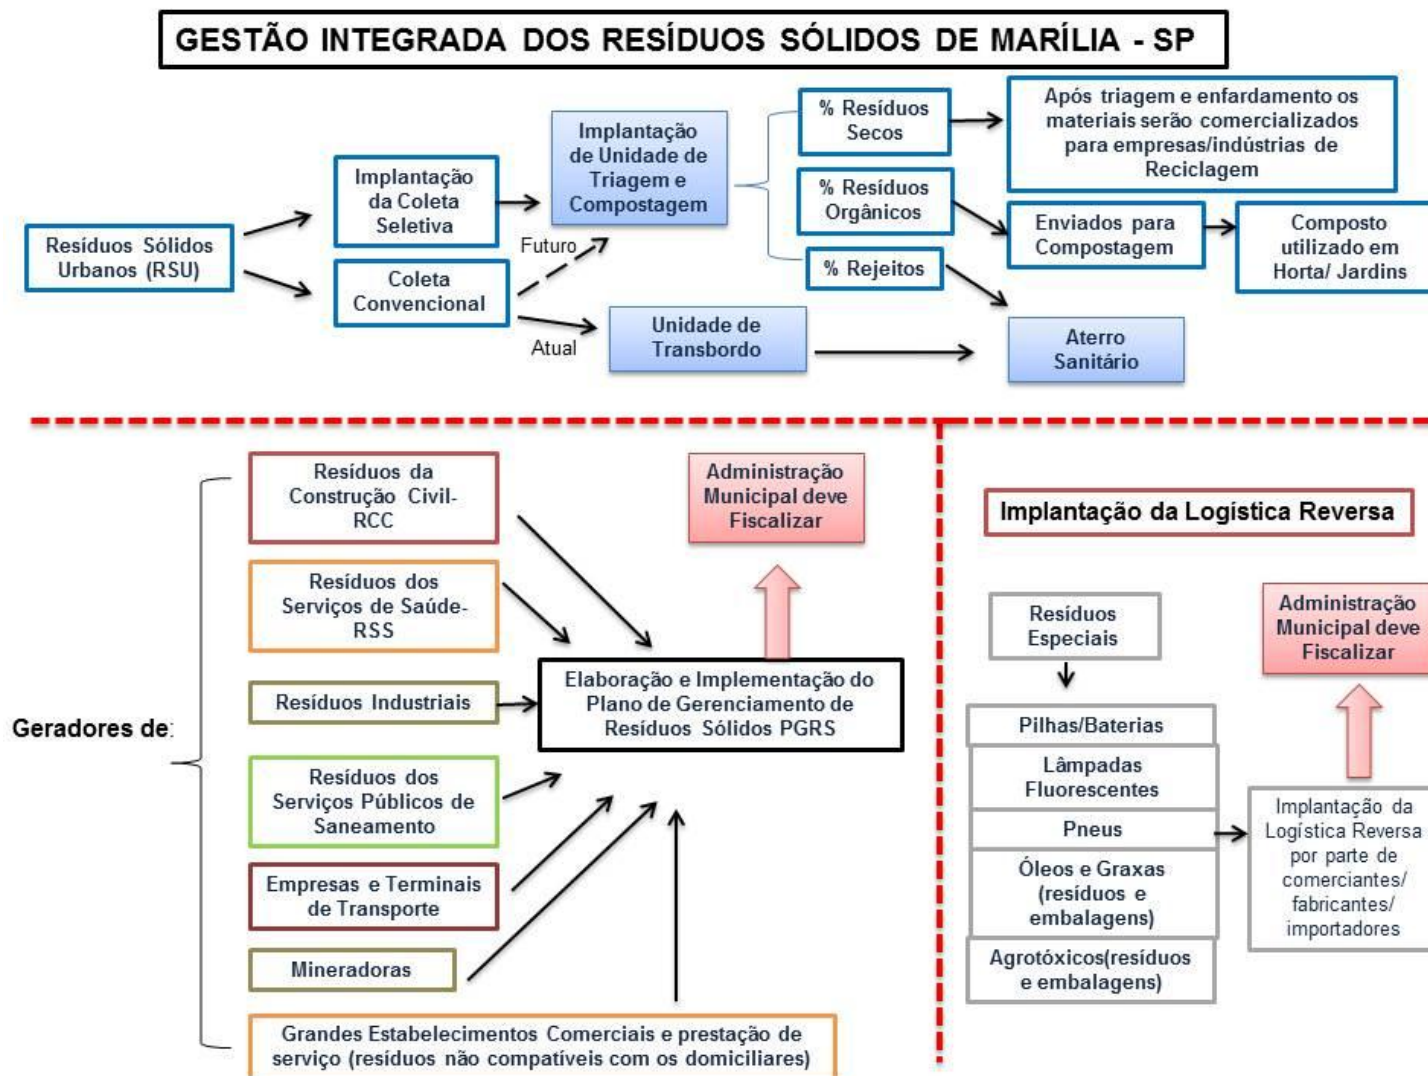 GESTÃO INTEGRADA DOS RESÍDUOS SÓLIDOS DE MARÍLIA - SP
Resíduos Sólidos
Urbanos (RSU)
Implantação
da Coleta
Seletiva
Coleta
Convencional
Futuro
Atual
Implantação
de Unidade de
Triagem e
Compostagem
Unidade de
Transbordo
% Resíduos
Secos
% Resíduos
Orgânicos
% Rejeitos
Após triagem e enfardamento os
materiais serão comercializados
para empresas/indústrias de
Reciclagem
Enviados para
Compostagem
Composto
utilizado em
Horta/ Jardins
Aterro
Sanitário
Geradores de:
Resíduos da
Construção Civil-
RCC
Resíduos dos
Serviços de Saúde-
RSS
Resíduos Industriais
Resíduos dos
Serviços Públicos de
Saneamento
Empresas e Terminais
de Transporte
Mineradoras
Grandes Estabelecimentos Comerciais e prestação de
serviço (resíduos não compatíveis com os domiciliares)
Administração
Municipal deve
Fiscalizar
Elaboração e Implementação do
Plano de Gerenciamento de
Resíduos Sólidos PGRS
Implantação da Logística Reversa
Resíduos
Especiais
Pilhas/Baterias
Lâmpadas
Fluorescentes
Pneus
Óleos e Graxas
(resíduos e
embalagens)
Agrotóxicos(resíduos
e embalagens)
Administração
Municipal deve
Fiscalizar
Implantação da
Logística Reversa
por parte de
comerciantes/
fabricantes/
importadores